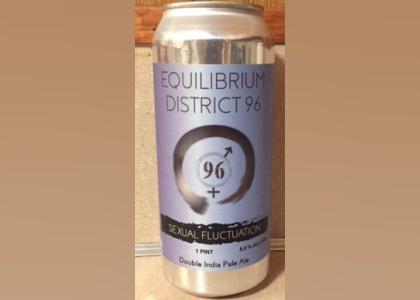 EQUILIBRIUM
DISTRICT 96
96
SEXUAL FLUCTUATION
1 PINT
Double India Pale Ale